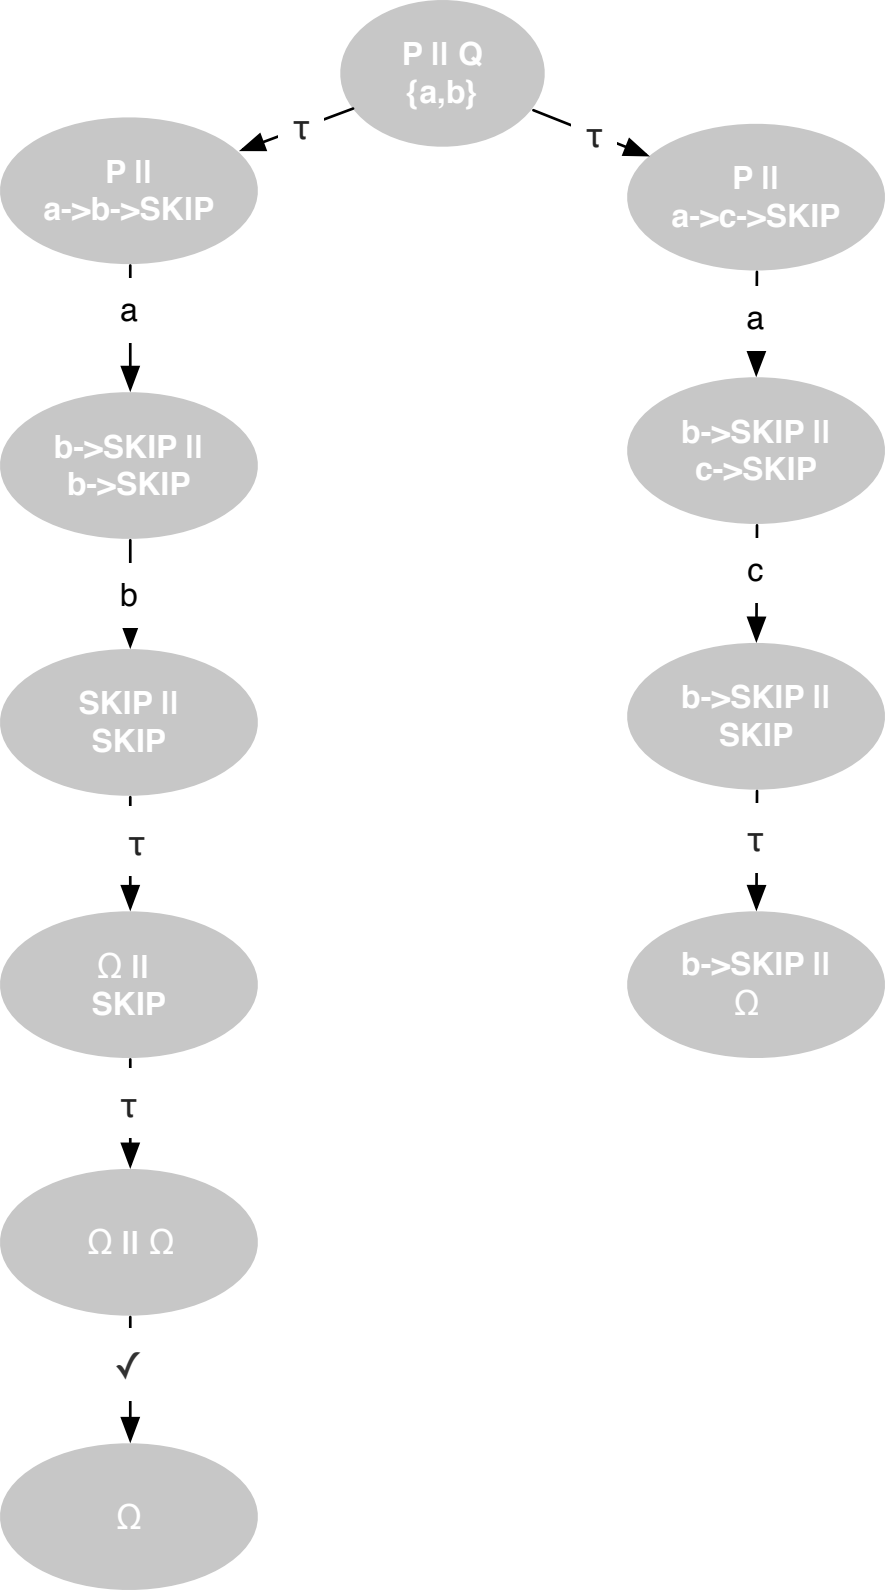 P || Q
{a,b}
τ
τ
P ||
a->b->SKIP
P ||
a->c->SKIP
a
a
b->SKIP ||
b->SKIP
b->SKIP ||
c->SKIP
b
c
SKIP ||
SKIP
b->SKIP ||
SKIP
τ
τ
Ω ||
SKIP
b->SKIP ||
Ω
τ
Ω || Ω
✓
Ω